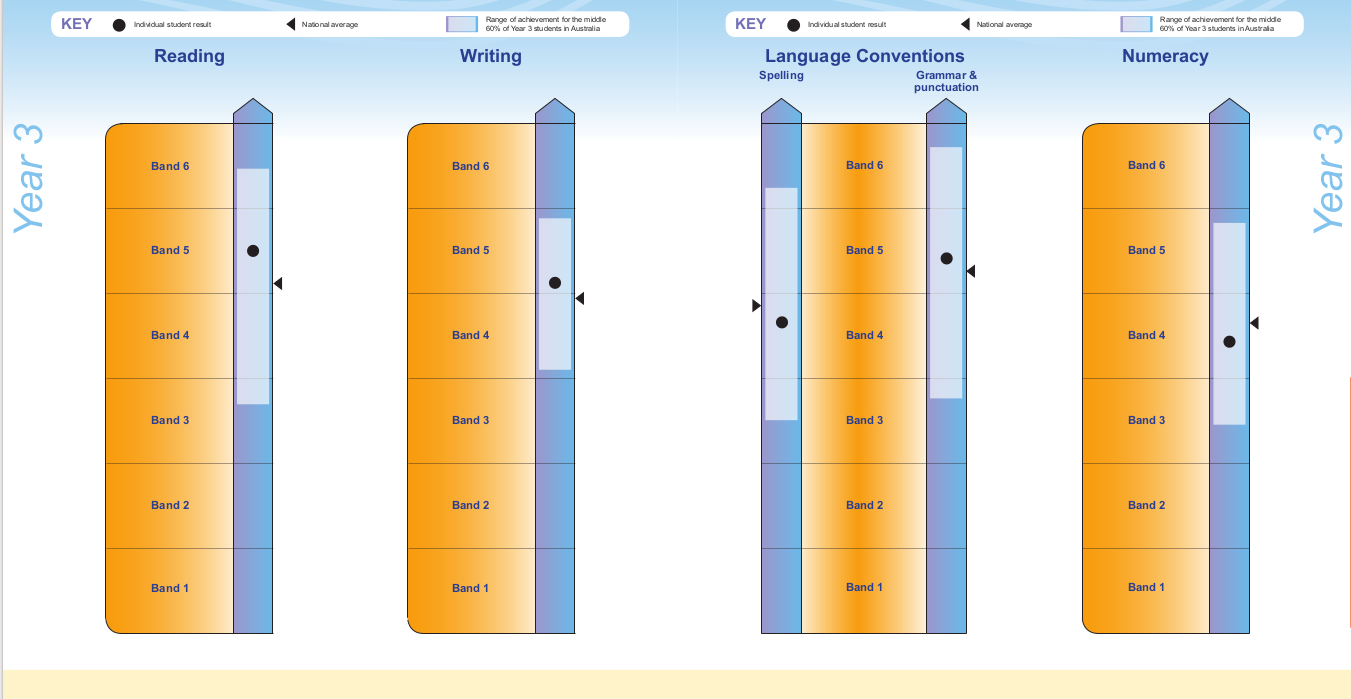 KEY
Individual student result
National average
Range of achievement for the middle
60% of Year 3 students in Australia
KEY
Individual student result
National average
Range of achievement for the middle
60% of Year 3 students in Australia
Reading
Writing
Language Conventions
Numeracy
Spelling
Grammar &
punctuation
Year 3
Band 6
Band 5
Band 4
Band 3
Band 2
Band 1
Band 6
Band 5
Band 4
Band 3
Band 2
Band 1
Band 6
Band 5
Band 4
Band 3
Band 2
Band 1
Band 6
Band 5
Band 4
Band 3
Band 2
Band 1
Year 3